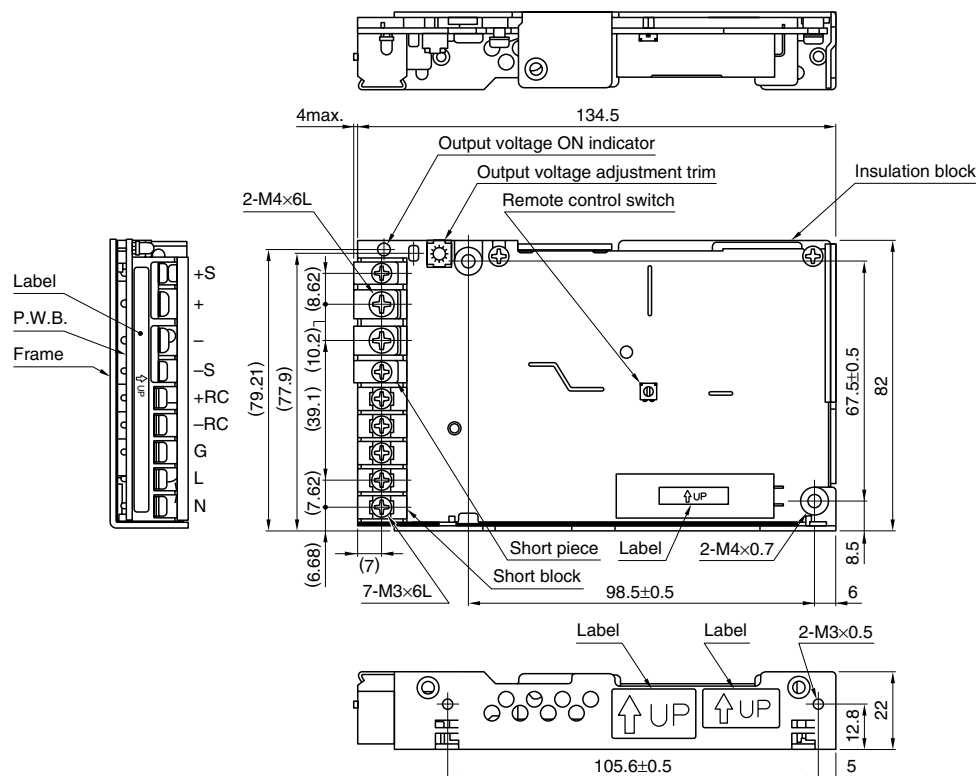 4max.
134.5
Output voltage ON indicator
Output voltage adjustment trim
Insulation block
2-M4×6L
Remote control switch
Label
P.W.B.
Frame
UP
+S
+
–
–S
+RC
–RC
G
L
N
(79.21)
(77.9)
(8.62)
(10.2)
(39.1)
(7.62)
(6.68)
(7)
67.5±0.5
82
8.5
UP
Short piece
Label
2-M4×0.7
Short block
7-M3×6L
98.5±0.5
6
Label
Label
2-M3×0.5
UP
UP
12.8
22
105.6±0.5
5